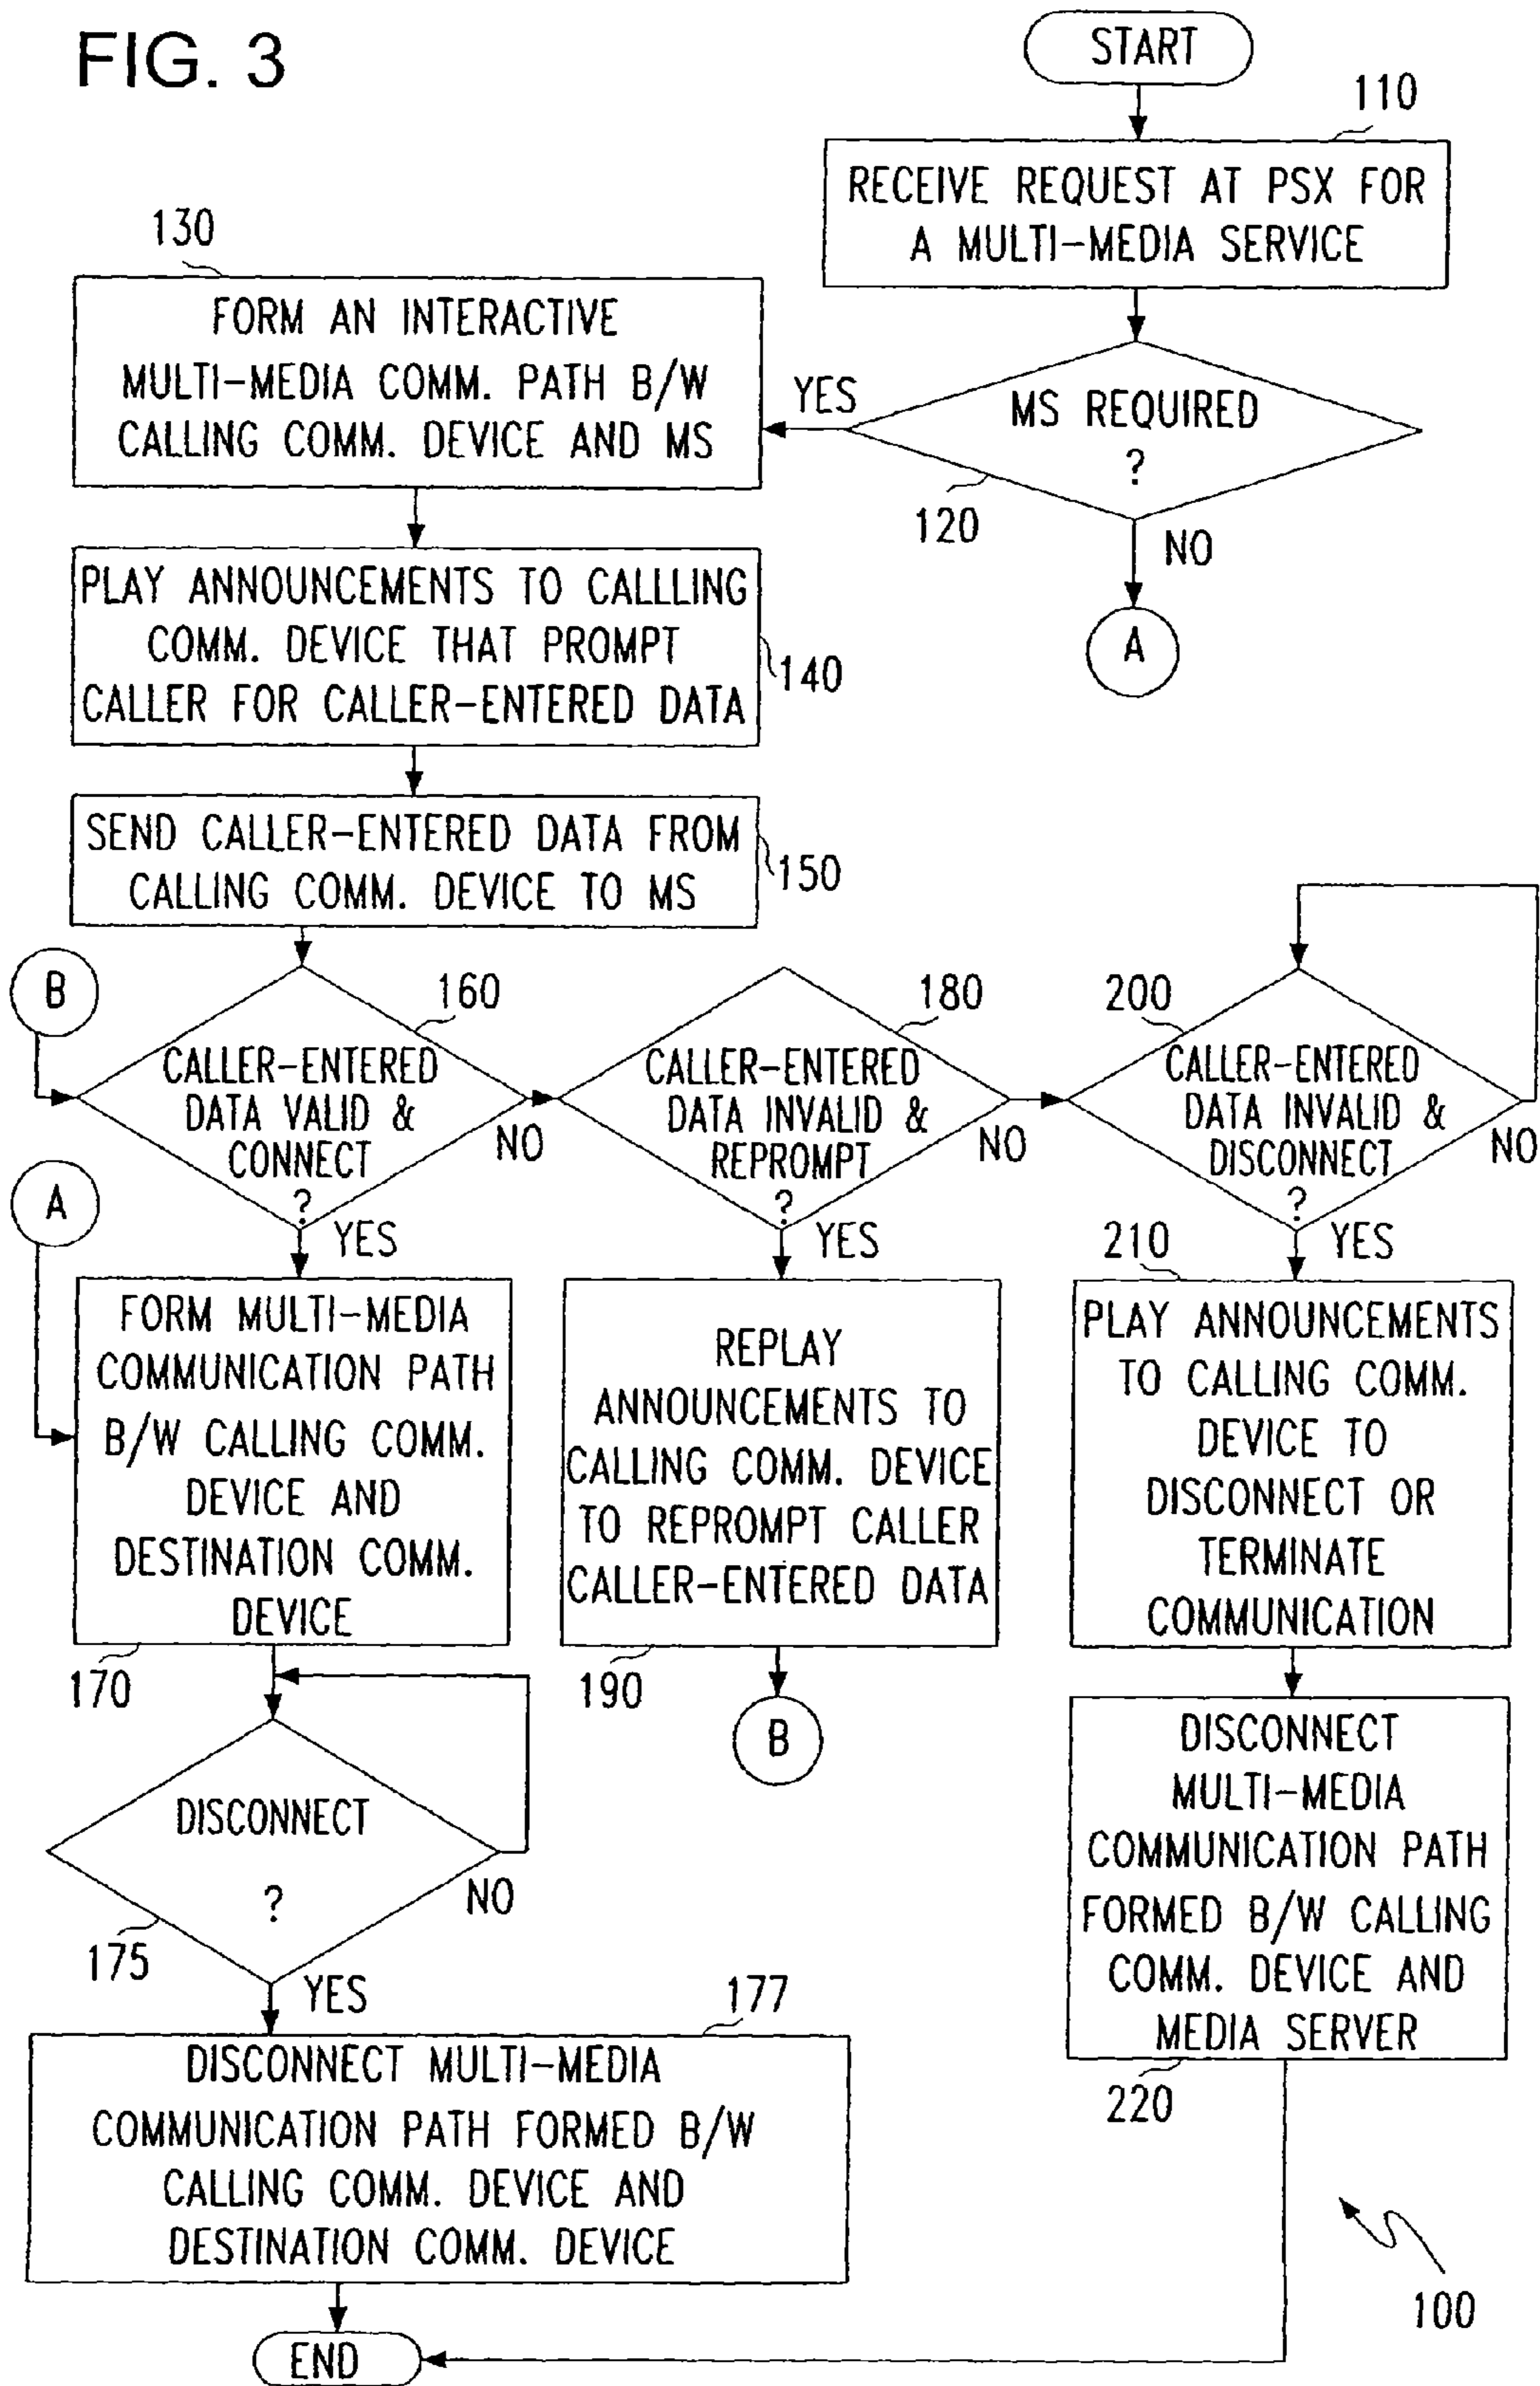 FIG. 3
START
110
RECEIVE REQUEST AT PSX FOR
A MULTI-MEDIA SERVICE
130
FORM AN INTERACTIVE
MULTI-MEDIA COMM. PATH B/W
CALLING COMM. DEVICE AND MS
YES
MS REQUIRED
?
120
NO
A
PLAY ANNOUNCEMENTS TO CALLLING
COMM. DEVICE THAT PROMPT
CALLER FOR CALLER-ENTERED DATA
140
SEND CALLER-ENTERED DATA FROM
CALLING COMM. DEVICE TO MS
150
B
160
CALLER-ENTERED
DATA VALID &
CONNECT
?
NO
YES
180
CALLER-ENTERED
DATA INVALID &
REPROMPT
?
NO
YES
200
CALLER-ENTERED
DATA INVALID &
DISCONNECT
?
NO
YES
A
FORM MULTI-MEDIA
COMMUNICATION PATH
B/W CALLING COMM.
DEVICE AND
DESTINATION COMM.
DEVICE
170
REPLAY
ANNOUNCEMENTS TO
CALLING COMM. DEVICE
TO REPROMPT CALLER
CALLER-ENTERED DATA
190
B
210
PLAY ANNOUNCEMENTS
TO CALLING COMM.
DEVICE TO
DISCONNECT OR
TERMINATE
COMMUNICATION
DISCONNECT
?
NO
175
YES
DISCONNECT
MULTI-MEDIA
COMMUNICATION PATH
FORMED B/W CALLING
COMM. DEVICE AND
MEDIA SERVER
220
177
DISCONNECT MULTI-MEDIA
COMMUNICATION PATH FORMED B/W
CALLING COMM. DEVICE AND
DESTINATION COMM. DEVICE
100
END